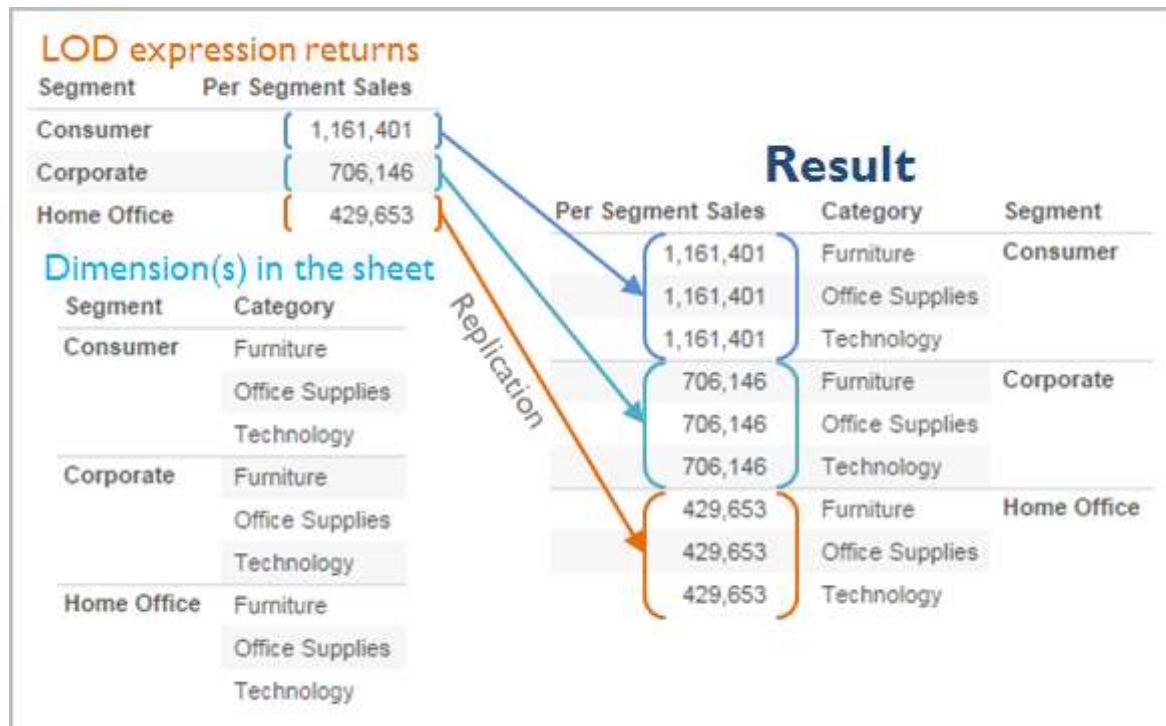 LOD expression returns
Segment Per Segment Sales
Consumer 1,161,401
Corporate 706,146
Home Office 429,653
Dimension(s) in the sheet
Segment Category
Consumer Furniture
Office Supplies
Technology
Corporate Furniture
Office Supplies
Technology
Home Office Furniture
Office Supplies
Technology
Replication
Result
Per Segment Sales Category Segment
1,161,401 Furniture Consumer
1,161,401 Office Supplies
1,161,401 Technology
706,146 Furniture Corporate
706,146 Office Supplies
706,146 Technology
429,653 Furniture Home Office
429,653 Office Supplies
429,653 Technology